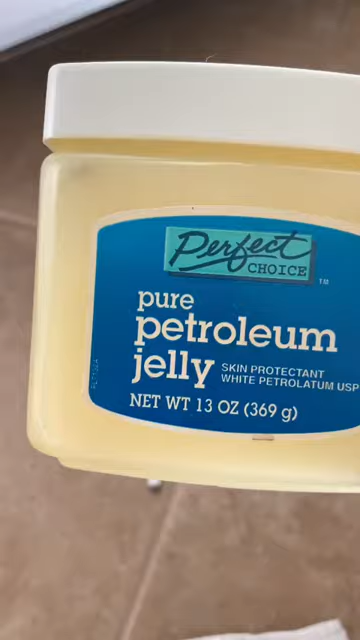 Perfect
CHOICE
TM
pure
petroleum
jelly
SKIN PROTECTANT
WHITE PETROLATUM USP
NET WT 13 OZ (369 g)